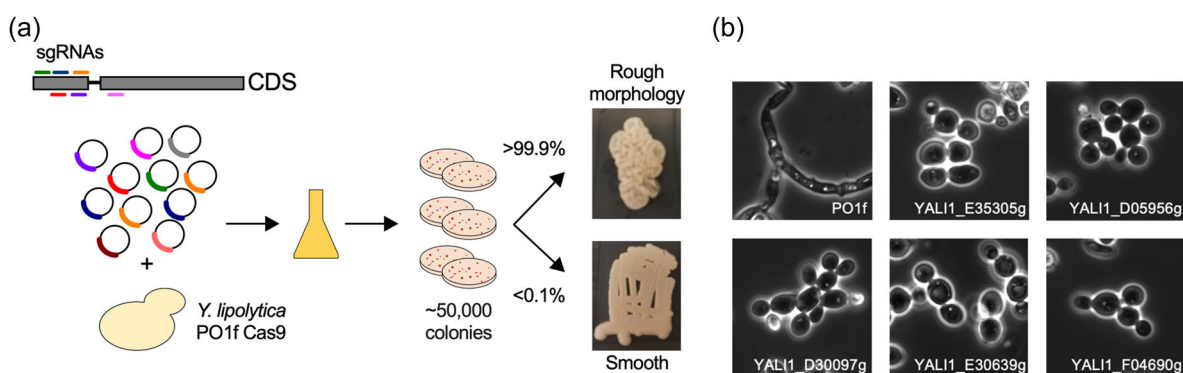 (a)
sgRNAs
CDS
+
Y. lipolytica
PO1f Cas9
~50,000
colonies
>99.9%
<0.1%
Rough
morphology
Smooth
(b)
PO1f
YALI1_E35305g
YALI1_D05956g
YALI1_D30097g
YALI1_E30639g
YALI1_F04690g